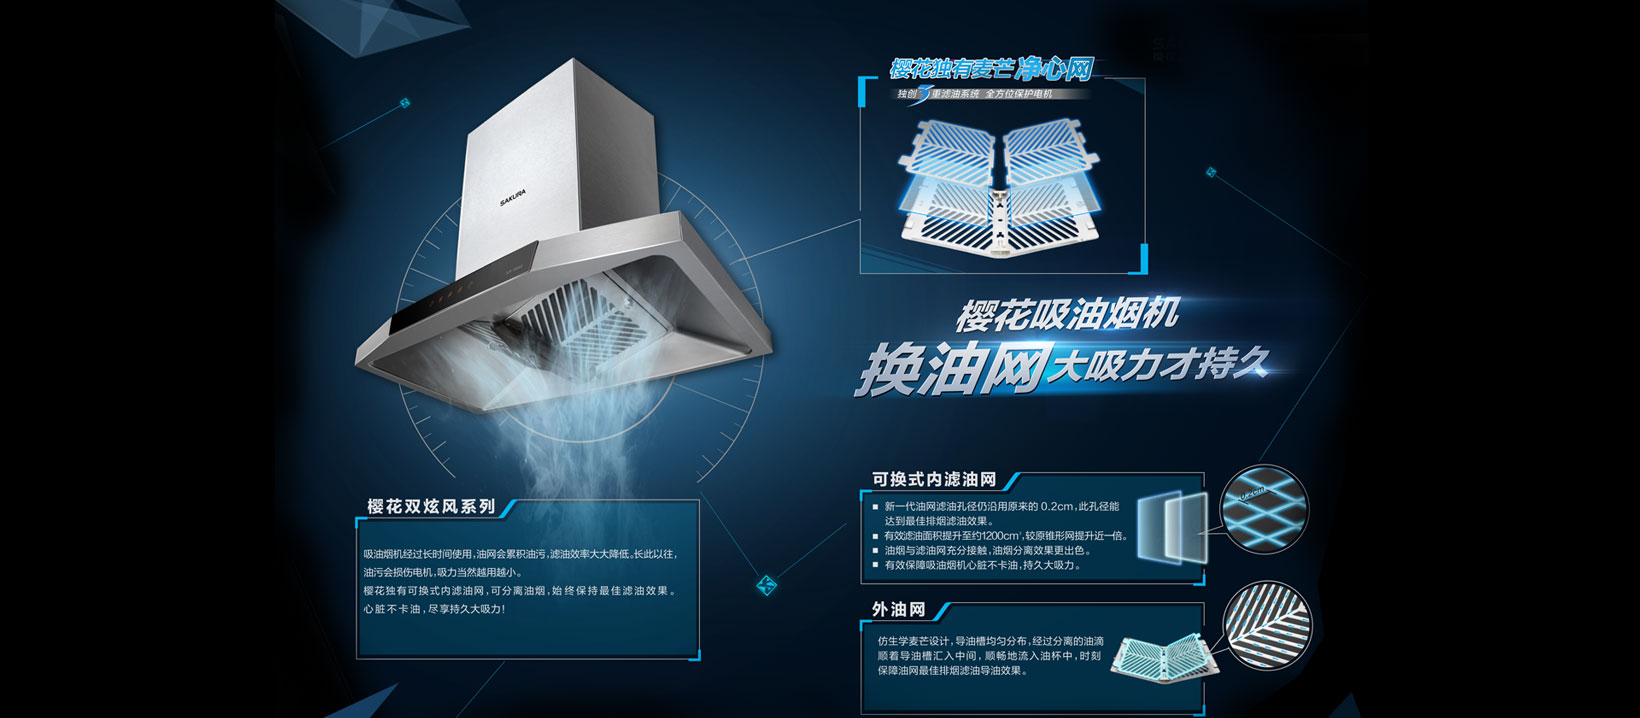 樱花独有麦芒净心网
独创3重滤油系统 全方位保护电机
SAKURA
樱花吸油烟机
换油网大吸力才持久
樱花双炫风系列
吸油烟机经过长时间使用,油网会累积油污,滤油效率大大降低。长此以往,
油污会损伤电机,吸力当然越用越小。
樱花独有可换式内滤油网,可分离油烟,始终保持最佳滤油效果。
心脏不卡油,尽享持久大吸力!
可换式内滤油网
■ 新一代油网滤油孔径仍沿用原来的 0.2cm,此孔径能
达到最佳排烟滤油效果。
■ 有效滤油面积提升至约1200cm²,较原锥形网提升近一倍。
■ 油烟与滤油网充分接触,油烟分离效果更出色。
■ 有效保障吸油烟机心脏不卡油,持久大吸力。
0.2cm
外油网
仿生学麦芒设计,导油槽均匀分布,经过分离的油滴
顺着导油槽汇入中间,顺畅地流入油杯中,时刻
保障油网最佳排烟滤油导油效果。